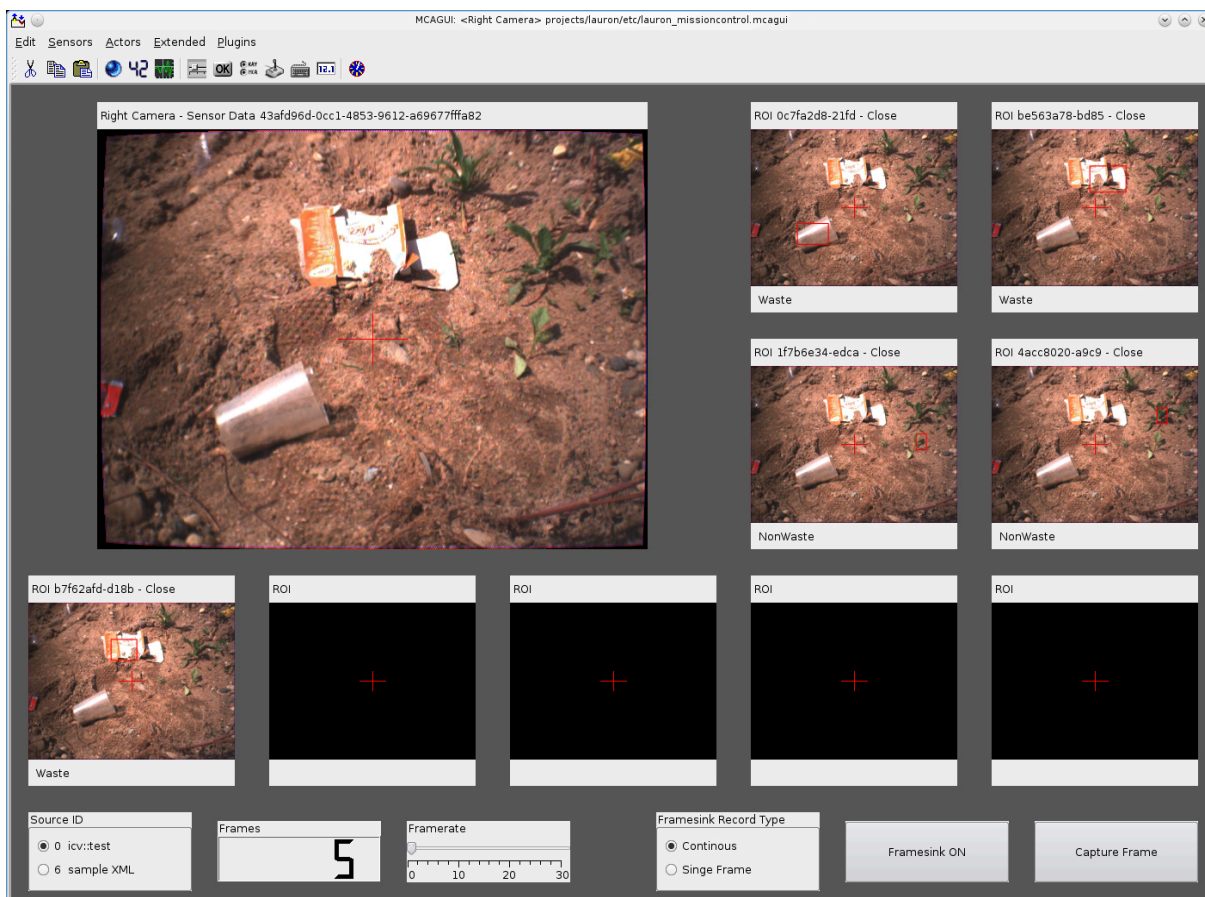 MCAGUI: <Right Camera> projects/lauron/etc/lauron_missioncontrol.mcagui
Edit Sensors Actors Extended Plugins
42 OK 12.1
Right Camera - Sensor Data 43afd96d-0cc1-4853-9612-a69677fffa82
ROI 0c7fa2d8-21fd - Close
ROI be563a78-bd85 - Close
Waste
Waste
ROI 1f7b6e34-edca - Close
ROI 4acc8020-a9c9 - Close
NonWaste
NonWaste
ROI b7f62afd-d18b - Close
ROI
ROI
ROI
ROI
Waste
Source ID
0 icv::test
6 sample XML
Frames
5
Framerate
0 10 20 30
Framesink Record Type
Continous
Singe Frame
Framesink ON
Capture Frame